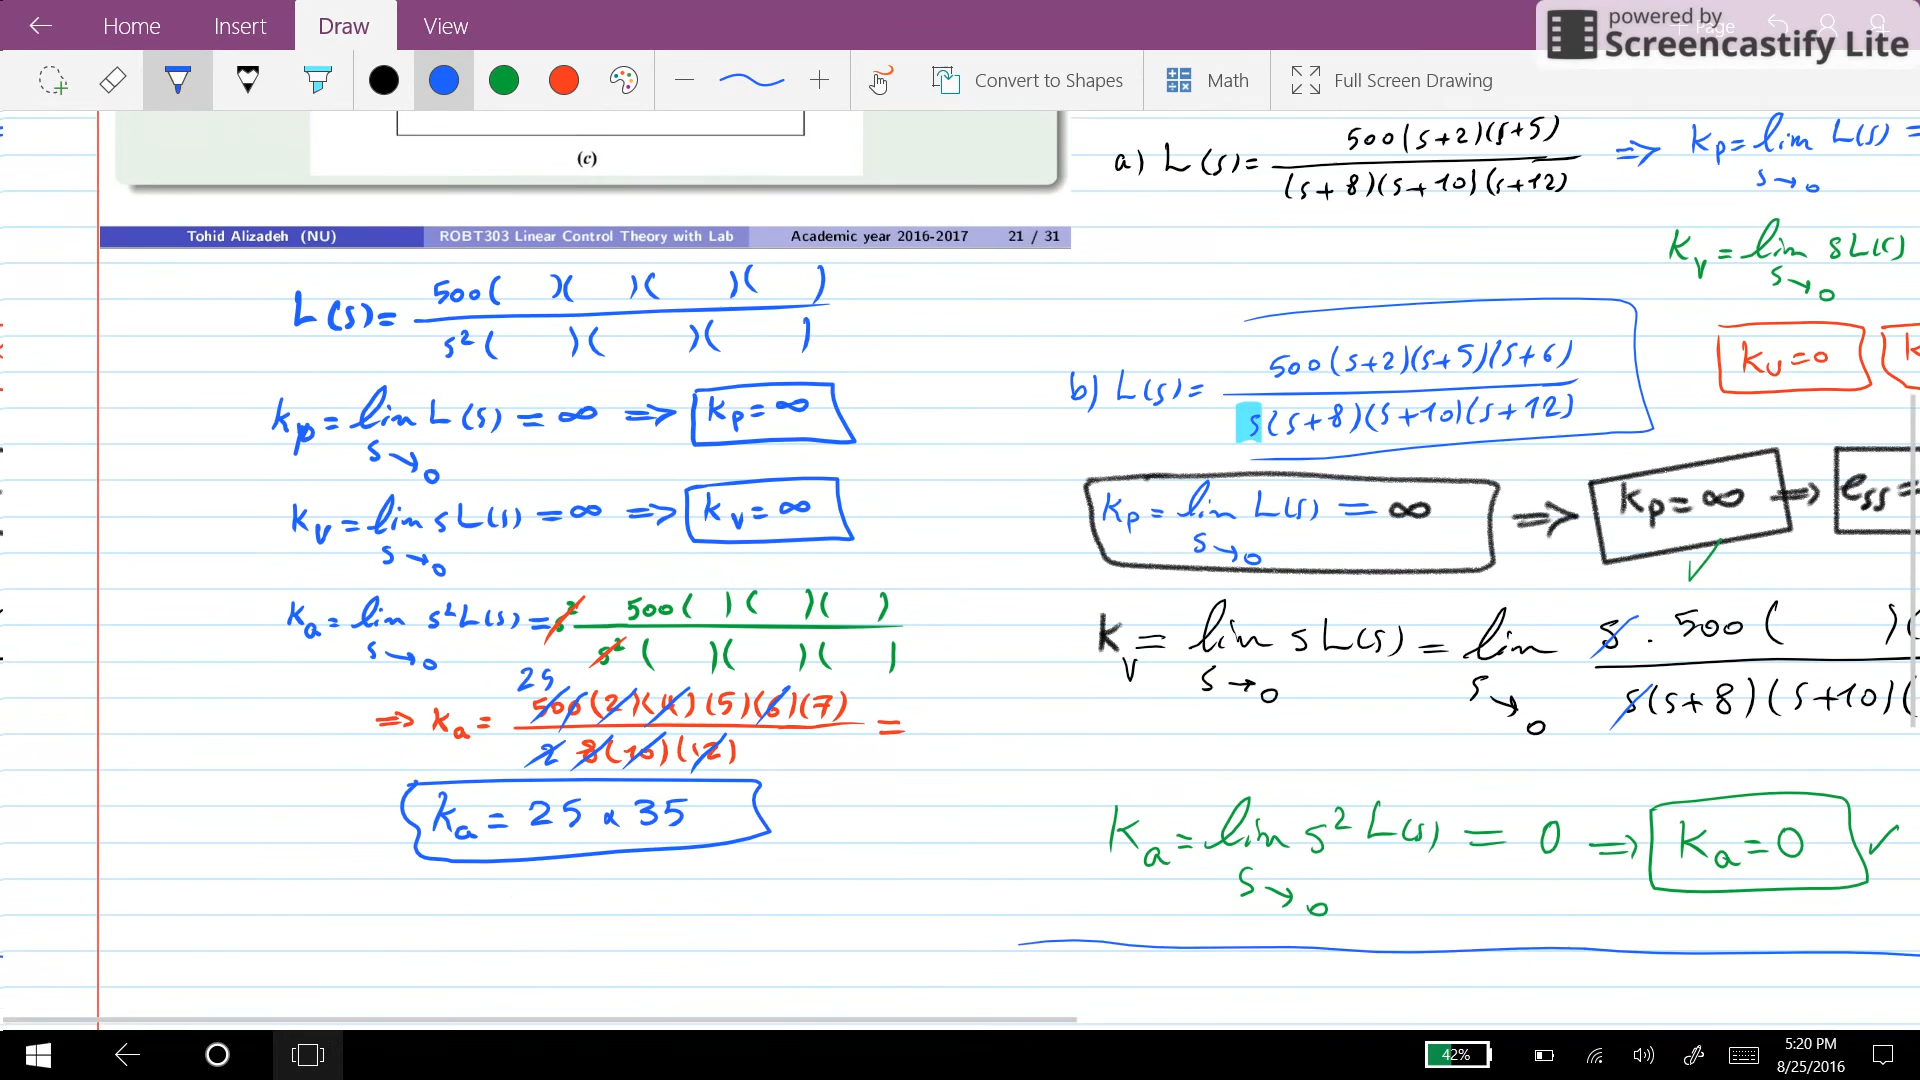 Home Insert Draw View
Page
powered by
Screencastify Lite
Convert to Shapes Math Full Screen Drawing
(c)
Tohid Alizadeh (NU) ROBT303 Linear Control Theory with Lab Academic year 2016-2017 21 / 31
L(s) = 500( )( )( )( ) / s²( )( )( )
kp = lim L(s) = ∞ ⇒ kp = ∞
s→0
kv = lim sL(s) = ∞ ⇒ kv = ∞
s→0
ka = lim s²L(s) = s² 500( )( )( ) / s²( )( )( )
s→0
25
⇒ ka = 500(2)(4)(5)(6)(7) / 8(10)(12) =
2
ka = 25 × 35
a) L(s) = 500(s+2)(s+5) / (s+8)(s+10)(s+12) ⇒ kp = lim L(s) =
s→0
kv = lim sL(s)
s→0
kv = 0 k
b) L(s) = 500(s+2)(s+5)(s+6) / s(s+8)(s+10)(s+12)
kp = lim L(s) = ∞ ⇒ kp = ∞ ⇒ ess =
s→0
✓
kv = lim sL(s) = lim s · 500( )( / s(s+8)(s+10)(
s→0 s→0
ka = lim s² L(s) = 0 ⇒ ka = 0 ✓
s→0
42%
5:20 PM
8/25/2016